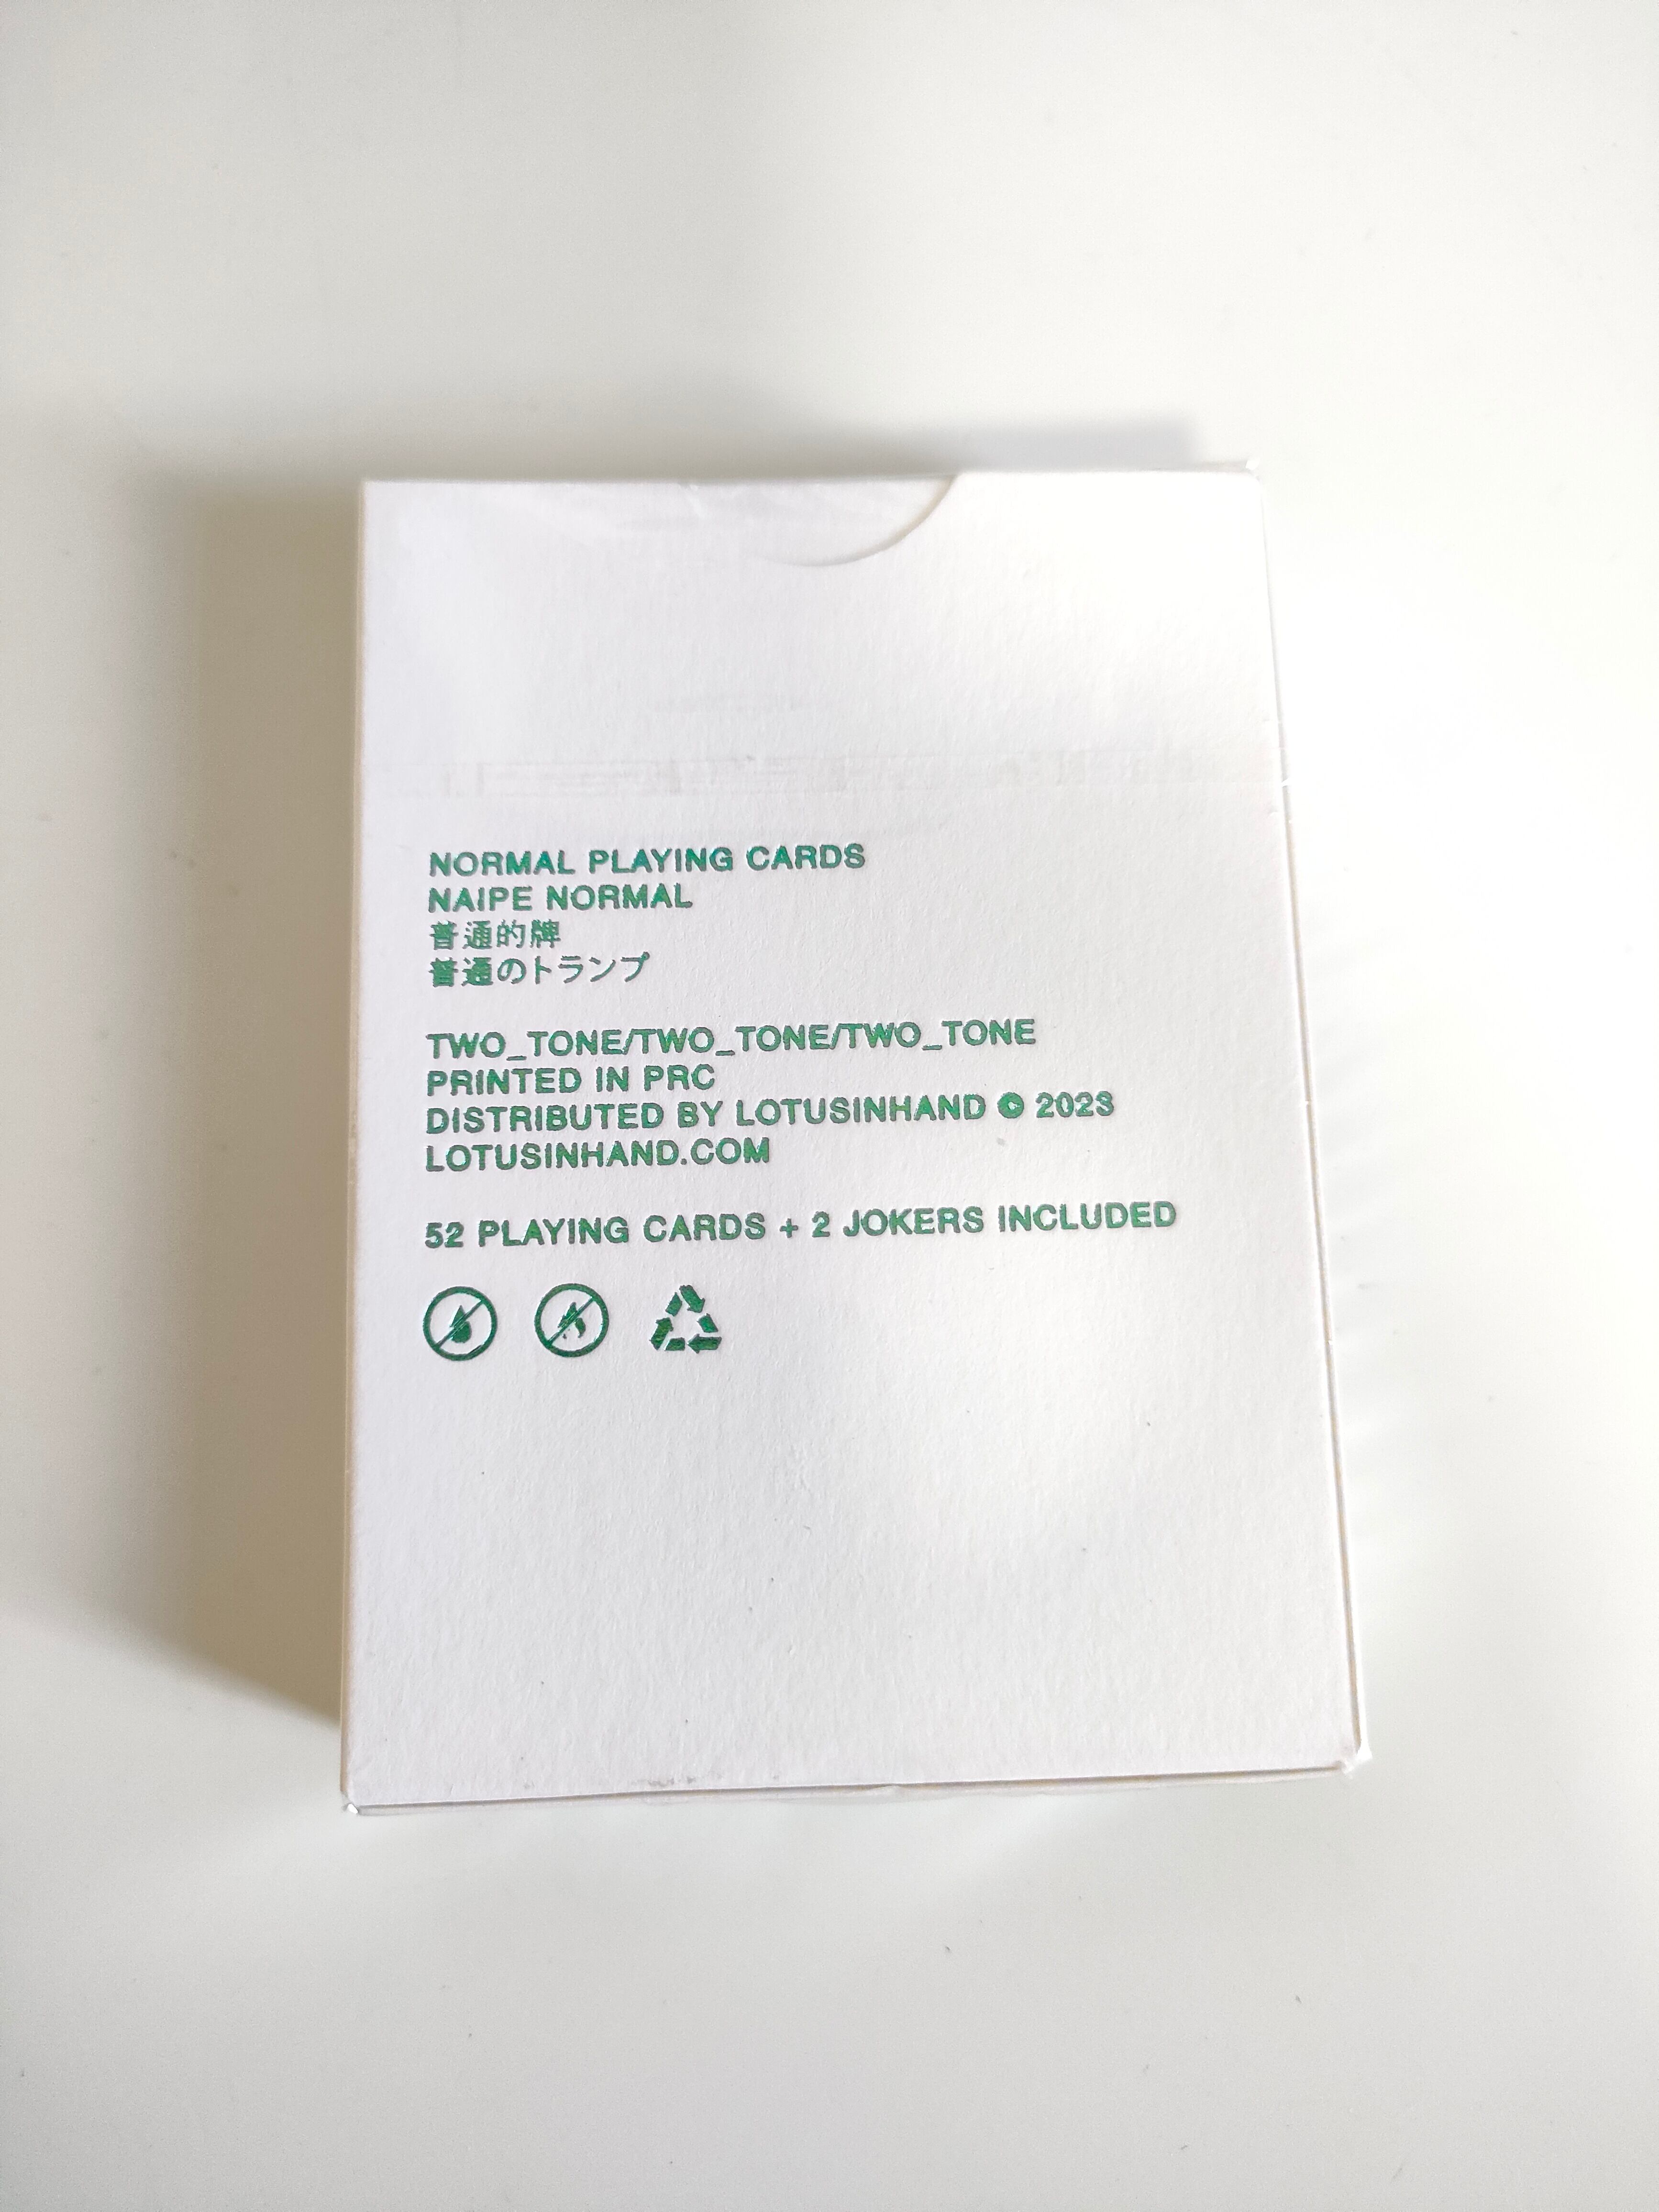 NORMAL PLAYING CARDS
NAIPE NORMAL
普通的牌
普通のトランプ
TWO_TONE/TWO_TONE/TWO_TONE
PRINTED IN PRC
DISTRIBUTED BY LOTUSINHAND © 2023
LOTUSINHAND.COM
52 PLAYING CARDS + 2 JOKERS INCLUDED